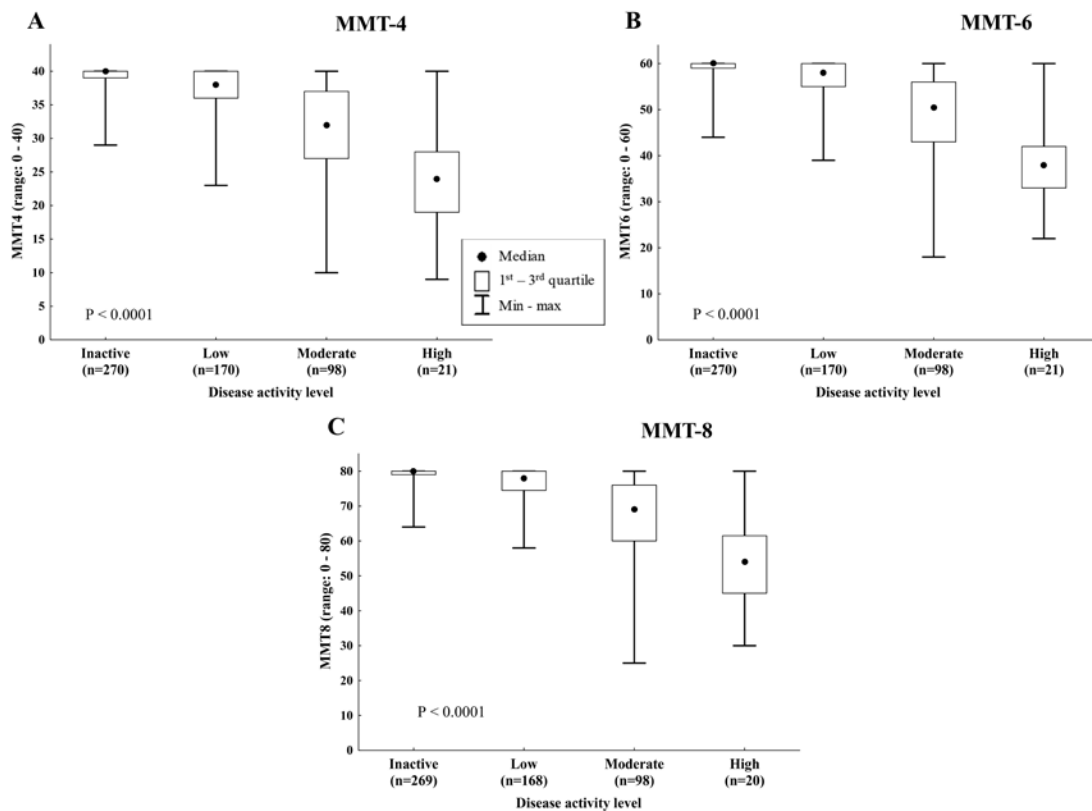 A
MMT-4
MMT4 (range: 0 - 40)
40
35
30
25
20
15
10
5
0
P < 0.0001
Inactive
(n=270)
Low
(n=170)
Moderate
(n=98)
High
(n=21)
Disease activity level
Median
1st – 3rd quartile
Min - max
B
MMT-6
MMT6 (range: 0 - 60)
60
50
40
30
20
10
0
P < 0.0001
Inactive
(n=270)
Low
(n=170)
Moderate
(n=98)
High
(n=21)
Disease activity level
C
MMT-8
MMT8 (range: 0 - 80)
80
70
60
50
40
30
20
10
0
P < 0.0001
Inactive
(n=269)
Low
(n=168)
Moderate
(n=98)
High
(n=20)
Disease activity level